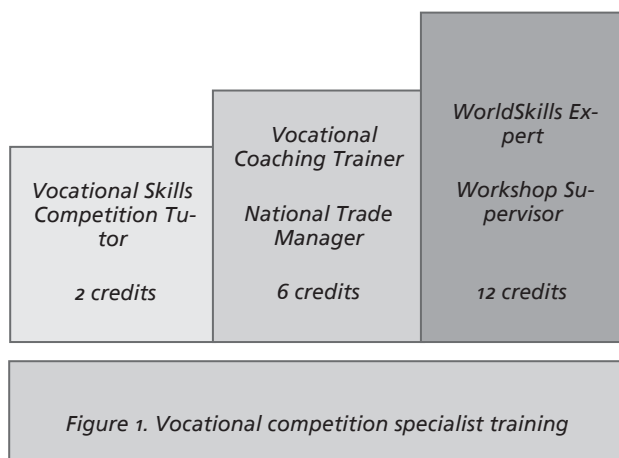 Vocational Skills
Competition Tu-
tor
2 credits
Vocational
Coaching Trainer
National Trade
Manager
6 credits
WorldSkills Ex-
pert
Workshop Su-
pervisor
12 credits
Figure 1. Vocational competition specialist training